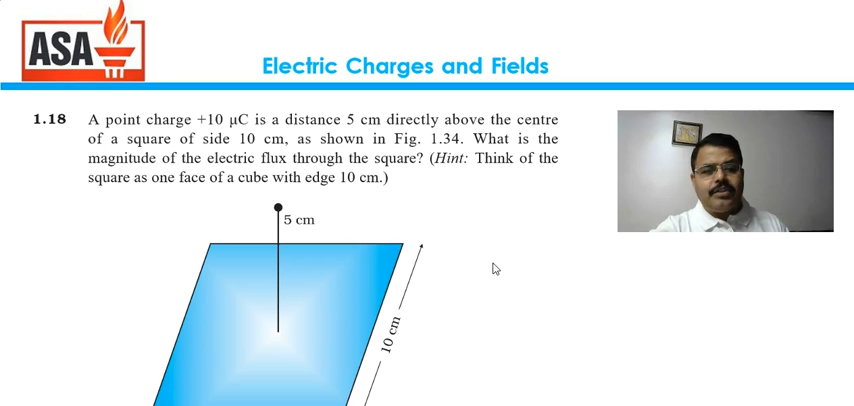 ASA
Electric Charges and Fields
1.18 A point charge +10 μC is a distance 5 cm directly above the centre
of a square of side 10 cm, as shown in Fig. 1.34. What is the
magnitude of the electric flux through the square? (Hint: Think of the
square as one face of a cube with edge 10 cm.)
5 cm
10 cm